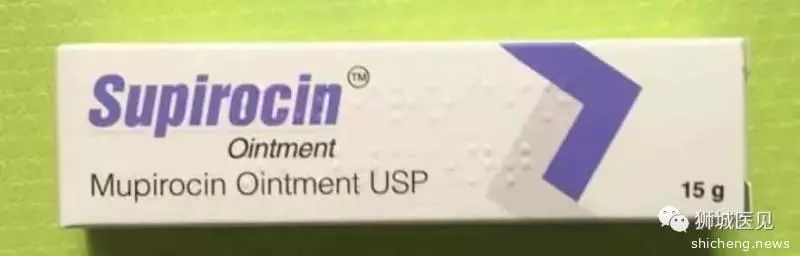 Supirocin™
Ointment
Mupirocin Ointment USP
15 g
狮城医见
shicheng.news